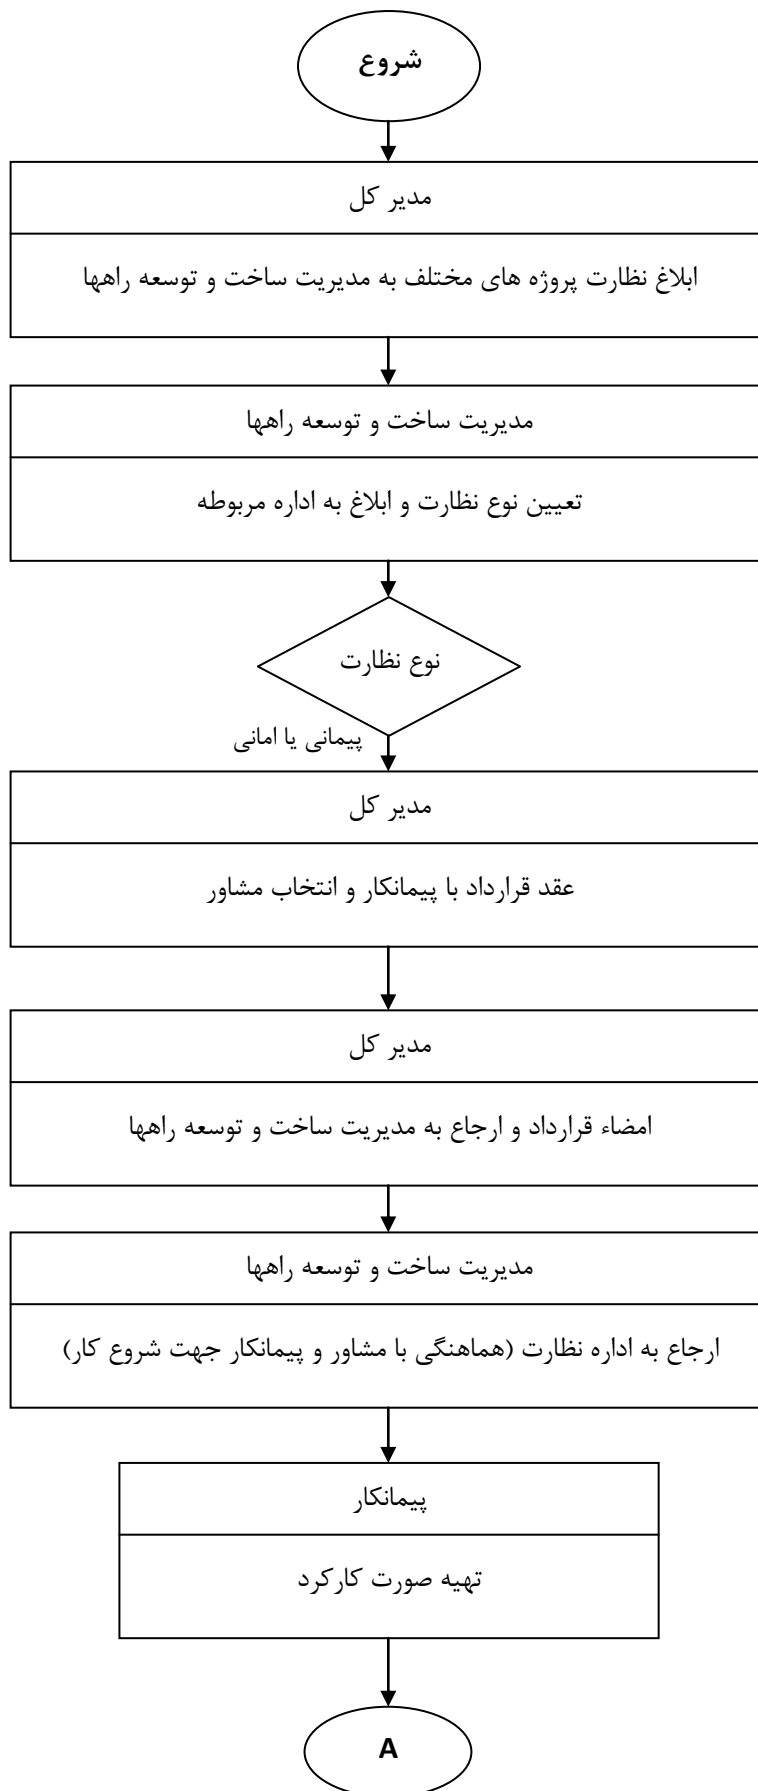 شروع
مدیر کل
ابلاغ نظارت پروژه های مختلف به مدیریت ساخت و توسعه راهها
مدیریت ساخت و توسعه راهها
تعیین نوع نظارت و ابلاغ به اداره مربوطه
نوع نظارت
پیمانی یا امانی
مدیر کل
عقد قرارداد با پیمانکار و انتخاب مشاور
مدیر کل
امضاء قرارداد و ارجاع به مدیریت ساخت و توسعه راهها
مدیریت ساخت و توسعه راهها
ارجاع به اداره نظارت (هماهنگی با مشاور و پیمانکار جهت شروع کار)
پیمانکار
تهیه صورت کارکرد
A